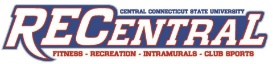 CENTRAL CONNECTICUT STATE UNIVERSITY
RECENTRAL
FITNESS - RECREATION - INTRAMURALS - CLUB SPORTS